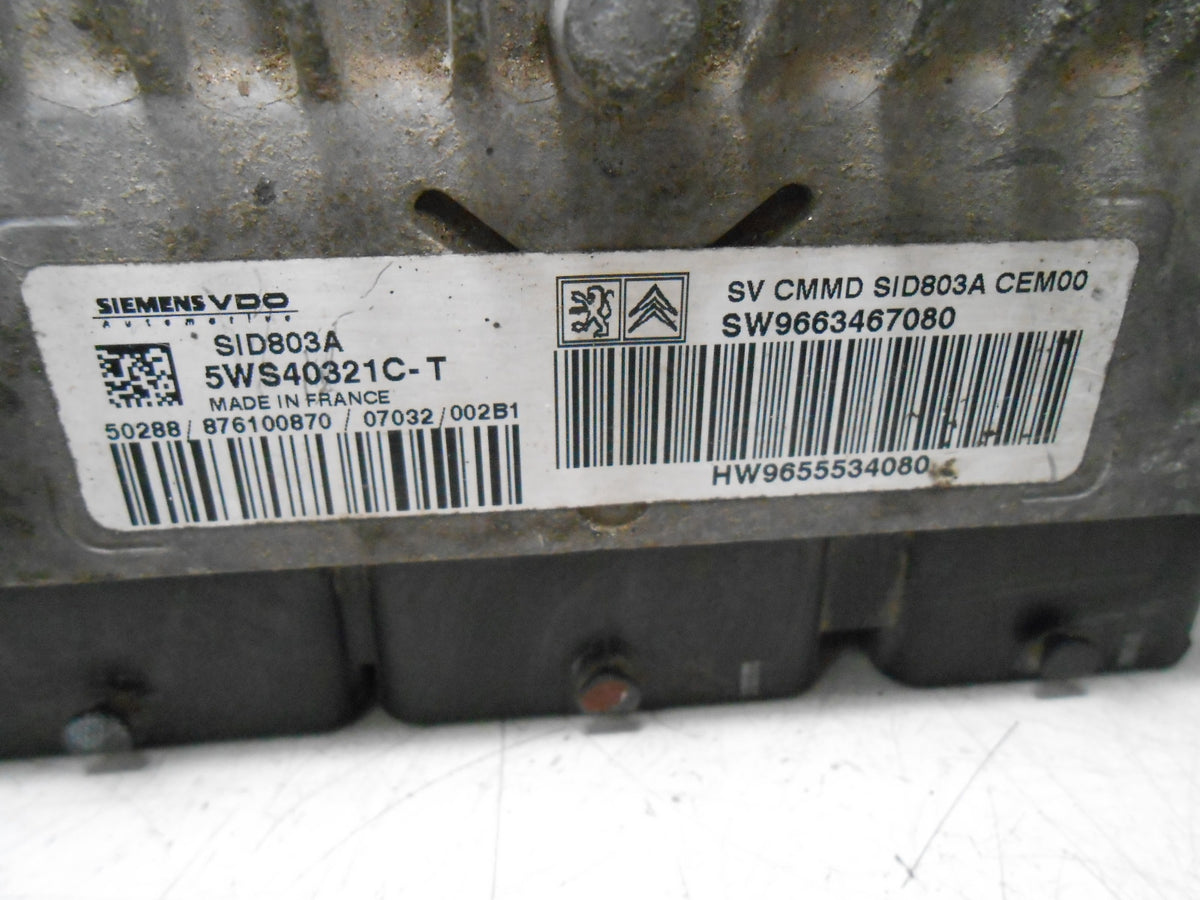 SIEMENS VDO
Automotive
SID803A
5WS40321C-T
MADE IN FRANCE
50288 / 876100870 / 07032 / 002B1
SV CMMD SID803A CEM00
SW9663467080
HW9655534080